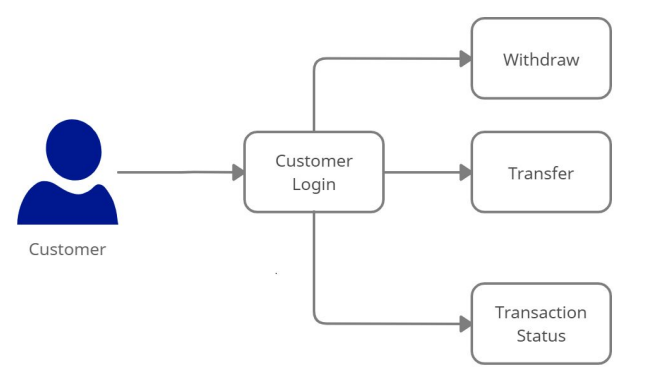 Withdraw
Customer
Login
Transfer
Customer
Transaction
Status